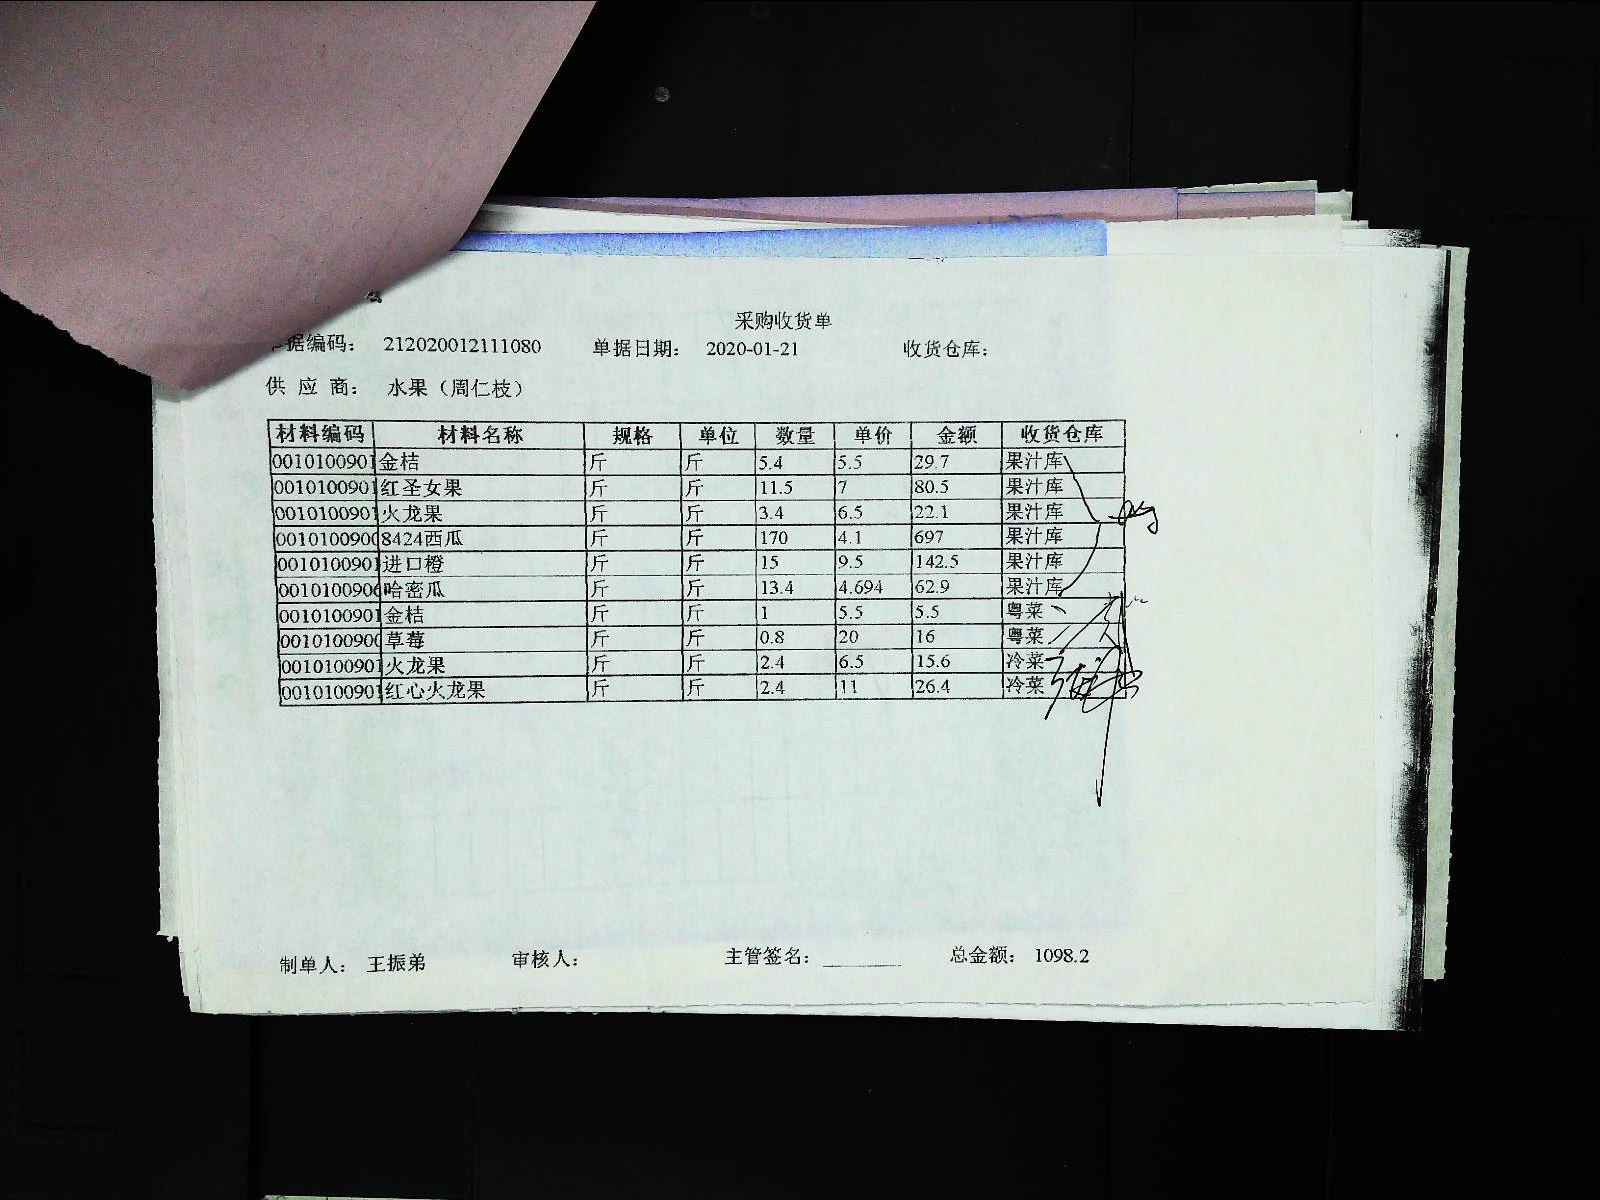 采购收货单
据编码： 212020012111080 单据日期： 2020-01-21 收货仓库：
供 应 商： 水果（周仁枝）
材料编码 材料名称 规格 单位 数量 单价 金额 收货仓库
0010100901 金桔 斤 斤 5.4 5.5 29.7 果汁库
0010100901 红圣女果 斤 斤 11.5 7 80.5 果汁库
0010100901 火龙果 斤 斤 3.4 6.5 22.1 果汁库
0010100900 8424西瓜 斤 斤 170 4.1 697 果汁库
0010100901 进口橙 斤 斤 15 9.5 142.5 果汁库
0010100906 哈密瓜 斤 斤 13.4 4.694 62.9 果汁库
0010100901 金桔 斤 斤 1 5.5 5.5 粤菜
0010100900 草莓 斤 斤 0.8 20 16 粤菜
0010100901 火龙果 斤 斤 2.4 6.5 15.6 冷菜
0010100901 红心火龙果 斤 斤 2.4 11 26.4 冷菜
制单人： 王振弟 审核人： 主管签名： 总金额： 1098.2